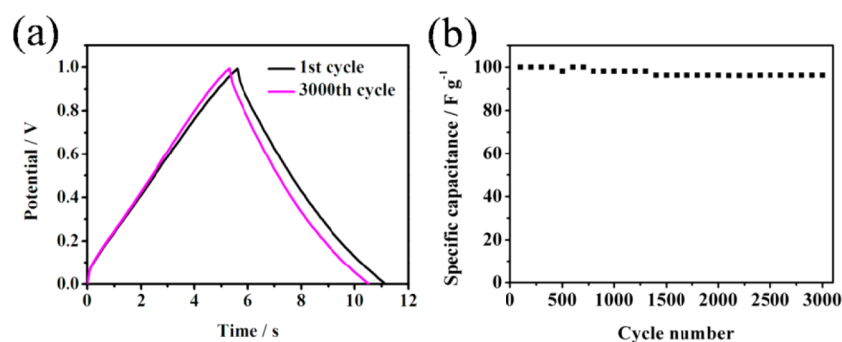 (a)
1st cycle
3000th cycle
Potential / V
1.0
0.8
0.6
0.4
0.2
0.0
0 2 4 6 8 10 12
Time / s
(b)
Specific capacitance / F g⁻¹
100
80
60
40
20
0
0 500 1000 1500 2000 2500 3000
Cycle number